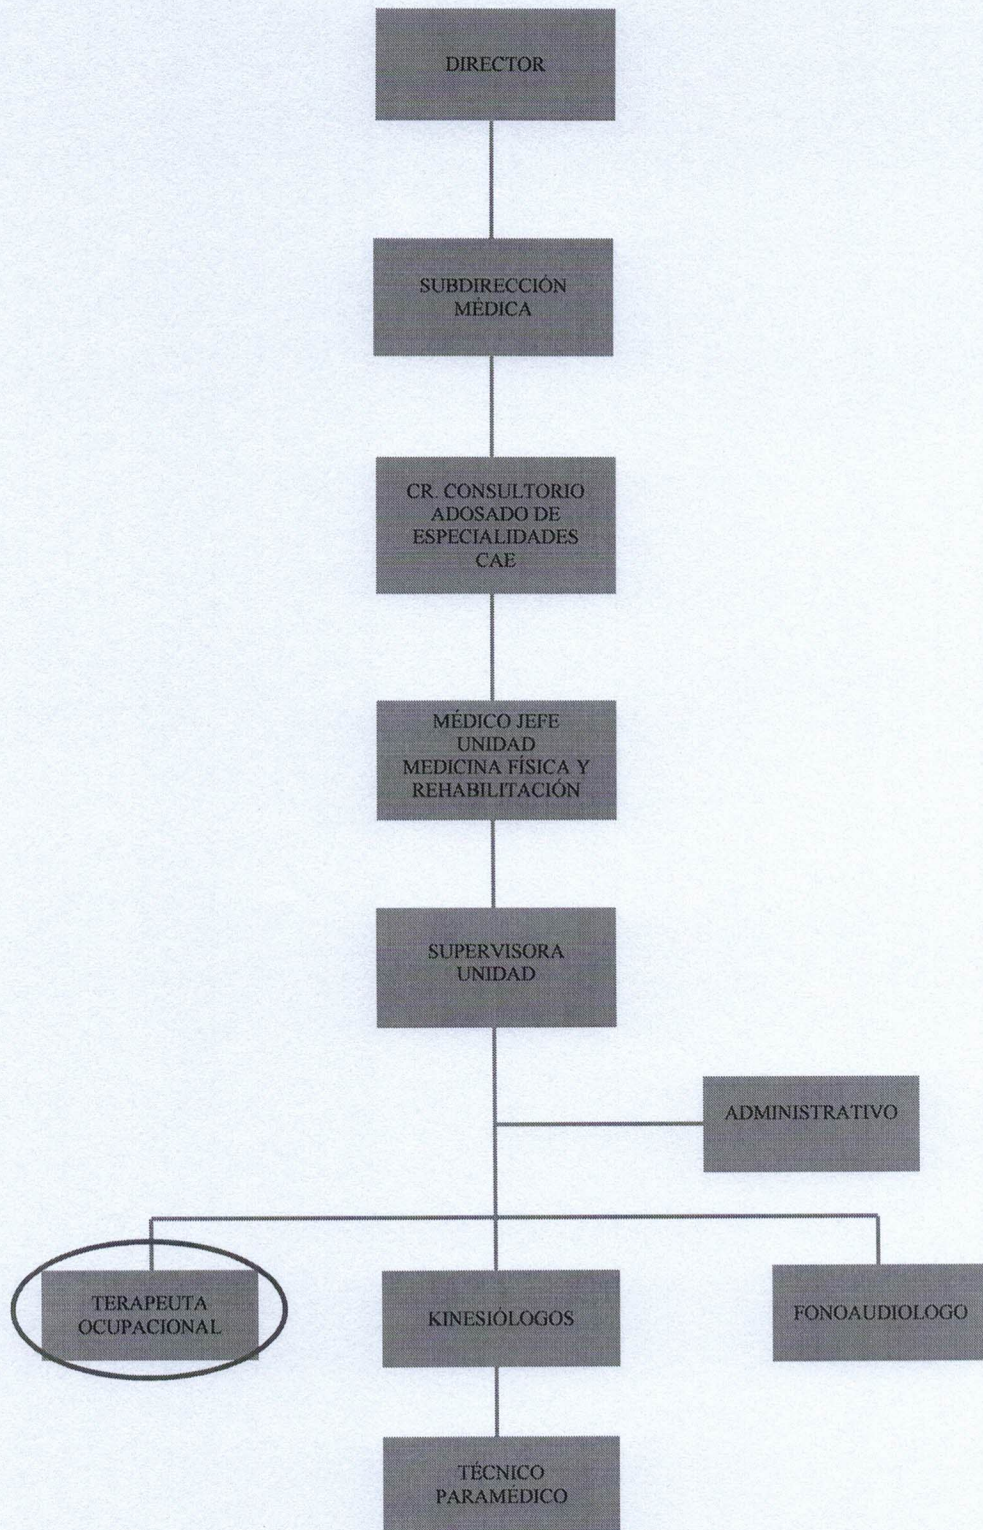 DIRECTOR
SUBDIRECCIÓN
MÉDICA
CR. CONSULTORIO
ADOSADO DE
ESPECIALIDADES
CAE
MÉDICO JEFE
UNIDAD
MEDICINA FÍSICA Y
REHABILITACIÓN
SUPERVISORA
UNIDAD
ADMINISTRATIVO
TERAPEUTA
OCUPACIONAL
KINESIÓLOGOS
FONOAUDIOLOGO
TÉCNICO
PARAMÉDICO